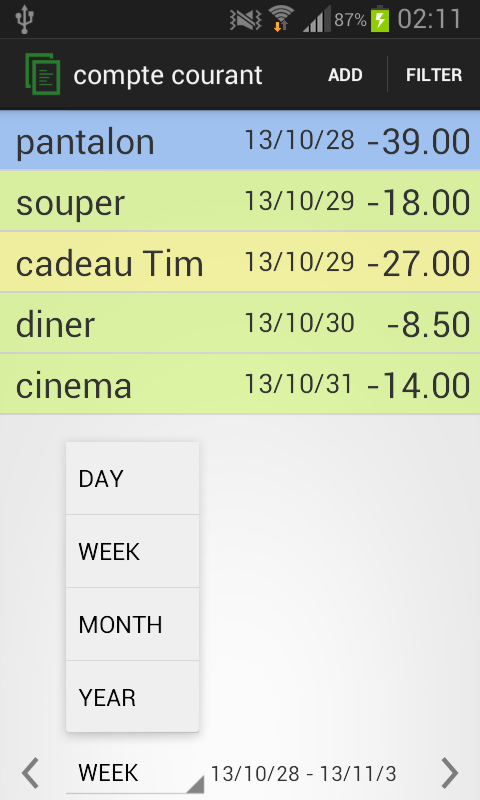 87% 02:11
compte courant ADD FILTER
pantalon 13/10/28 -39.00
souper 13/10/29 -18.00
cadeau Tim 13/10/29 -27.00
diner 13/10/30 -8.50
cinema 13/10/31 -14.00
DAY
WEEK
MONTH
YEAR
WEEK 13/10/28 - 13/11/3